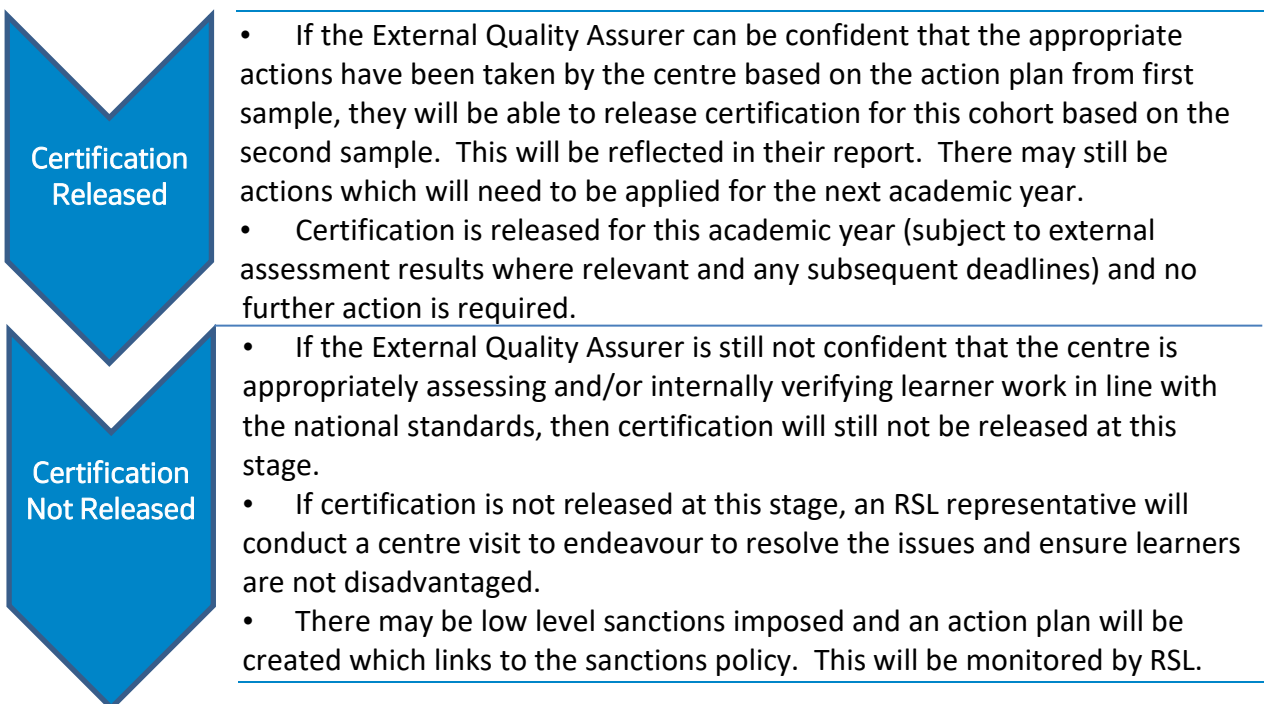 Certification
Released
• If the External Quality Assurer can be confident that the appropriate
actions have been taken by the centre based on the action plan from first
sample, they will be able to release certification for this cohort based on the
second sample.  This will be reflected in their report.  There may still be
actions which will need to be applied for the next academic year.
• Certification is released for this academic year (subject to external
assessment results where relevant and any subsequent deadlines) and no
further action is required.
Certification
Not Released
• If the External Quality Assurer is still not confident that the centre is
appropriately assessing and/or internally verifying learner work in line with
the national standards, then certification will still not be released at this
stage.
• If certification is not released at this stage, an RSL representative will
conduct a centre visit to endeavour to resolve the issues and ensure learners
are not disadvantaged.
• There may be low level sanctions imposed and an action plan will be
created which links to the sanctions policy.  This will be monitored by RSL.